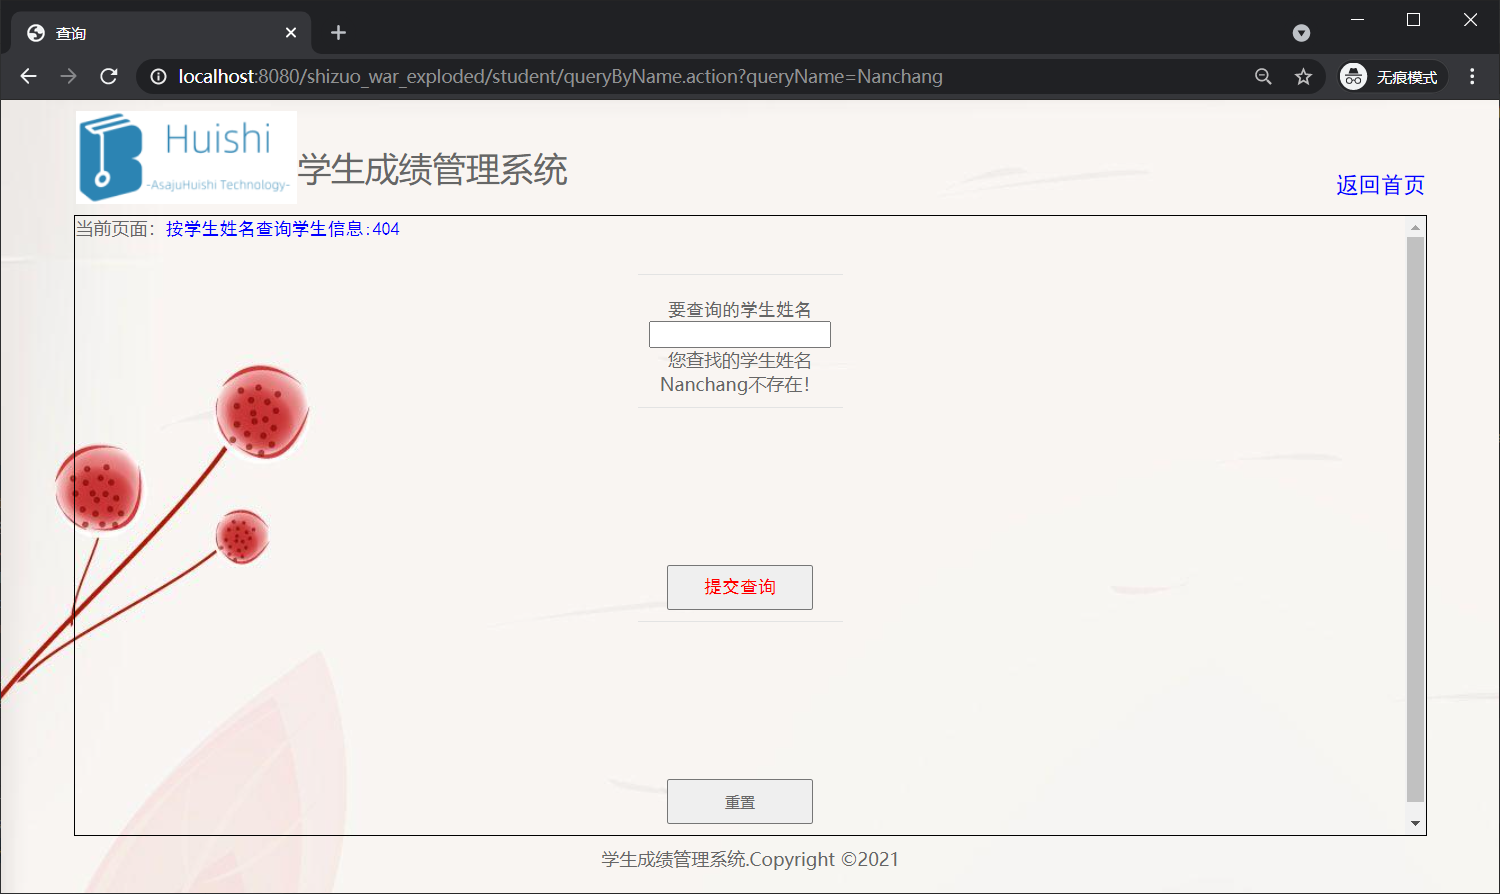 查询
localhost:8080/shizuo_war_exploded/student/queryByName.action?queryName=Nanchang
无痕模式
Huishi
-AsajuHuishi Technology-
学生成绩管理系统
返回首页
当前页面：按学生姓名查询学生信息:404
要查询的学生姓名
您查找的学生姓名
Nanchang不存在!
提交查询
重置
学生成绩管理系统.Copyright ©2021